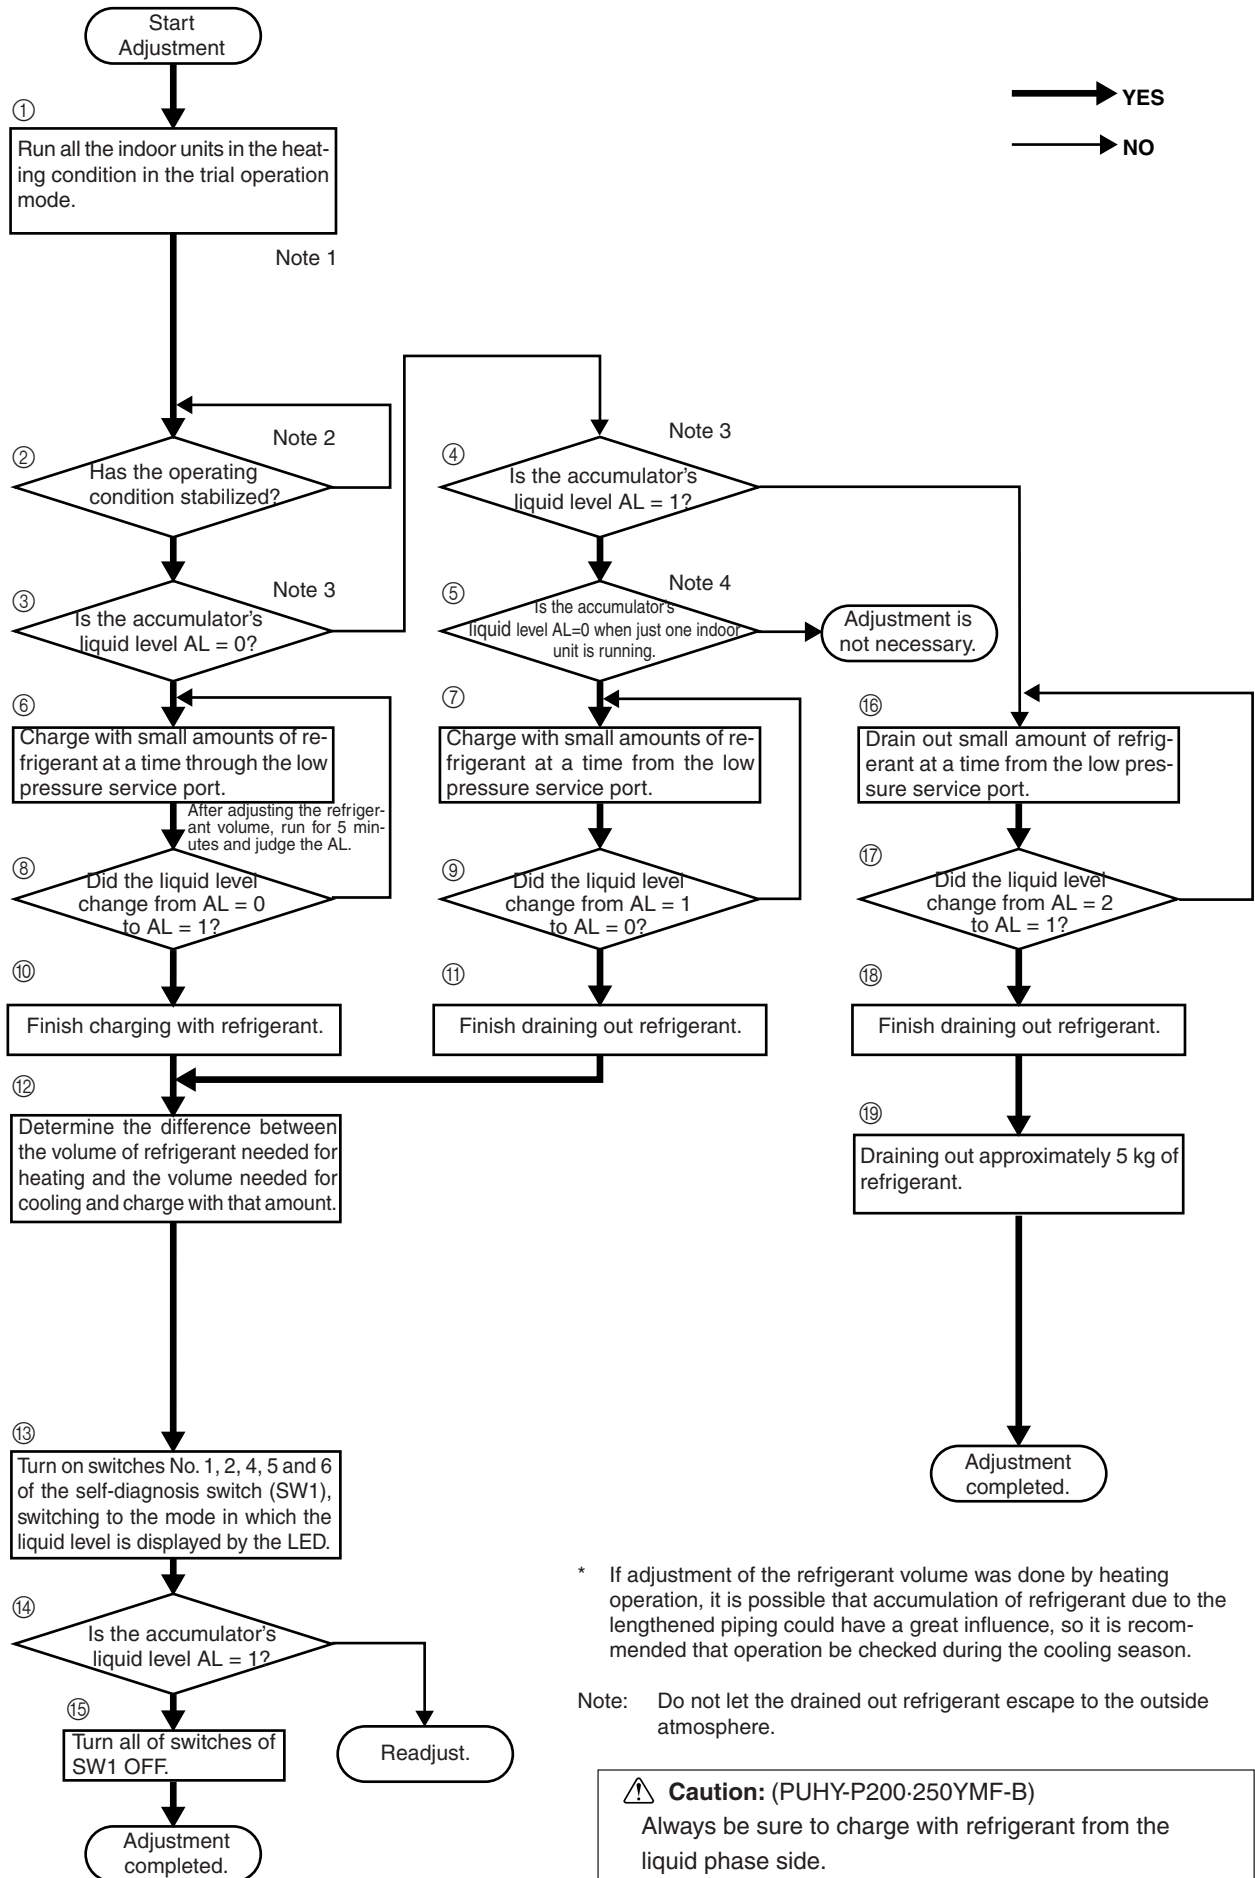 Start
Adjustment
YES
NO
①
Run all the indoor units in the heat-
ing condition in the trial operation
mode.
Note 1
②
Note 2
Has the operating
condition stabilized?
③
Note 3
Is the accumulator's
liquid level AL = 0?
④
Note 3
Is the accumulator's
liquid level AL = 1?
⑤
Note 4
Is the accumulator's
liquid level AL=0 when just one indoor
unit is running.
Adjustment is
not necessary.
⑥
Charge with small amounts of re-
frigerant at a time through the low
pressure service port.
After adjusting the refriger-
ant volume, run for 5 min-
utes and judge the AL.
⑦
Charge with small amounts of re-
frigerant at a time from the low
pressure service port.
⑯
Drain out small amount of refrig-
erant at a time from the low pres-
sure service port.
⑧
Did the liquid level
change from AL = 0
to AL = 1?
⑨
Did the liquid level
change from AL = 1
to AL = 0?
⑰
Did the liquid level
change from AL = 2
to AL = 1?
⑩
Finish charging with refrigerant.
⑪
Finish draining out refrigerant.
⑱
Finish draining out refrigerant.
⑫
Determine the difference between
the volume of refrigerant needed for
heating and the volume needed for
cooling and charge with that amount.
⑲
Draining out approximately 5 kg of
refrigerant.
Adjustment
completed.
⑬
Turn on switches No. 1, 2, 4, 5 and 6
of the self-diagnosis switch (SW1),
switching to the mode in which the
liquid level is displayed by the LED.
⑭
Is the accumulator's
liquid level AL = 1?
⑮
Turn all of switches of
SW1 OFF.
Readjust.
Adjustment
completed.
* If adjustment of the refrigerant volume was done by heating
operation, it is possible that accumulation of refrigerant due to the
lengthened piping could have a great influence, so it is recom-
mended that operation be checked during the cooling season.
Note: Do not let the drained out refrigerant escape to the outside
atmosphere.
⚠ Caution: (PUHY-P200·250YMF-B)
Always be sure to charge with refrigerant from the
liquid phase side.